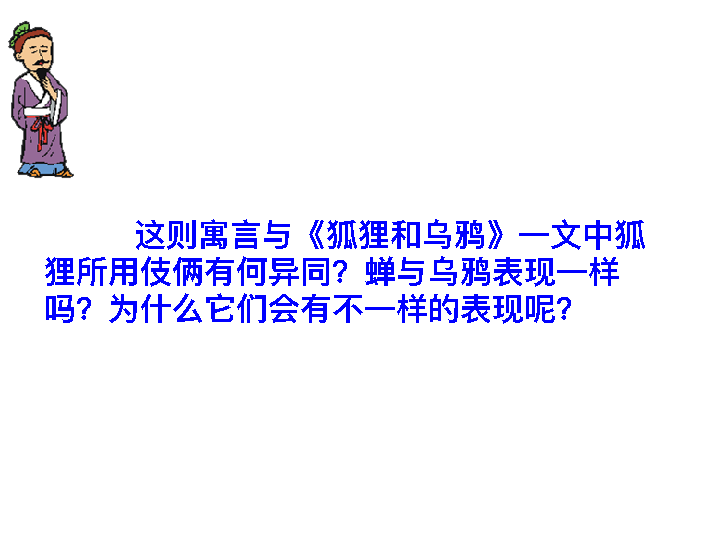 这则寓言与《狐狸和乌鸦》一文中狐
狸所用伎俩有何异同？蝉与乌鸦表现一样
吗？为什么它们会有不一样的表现呢？